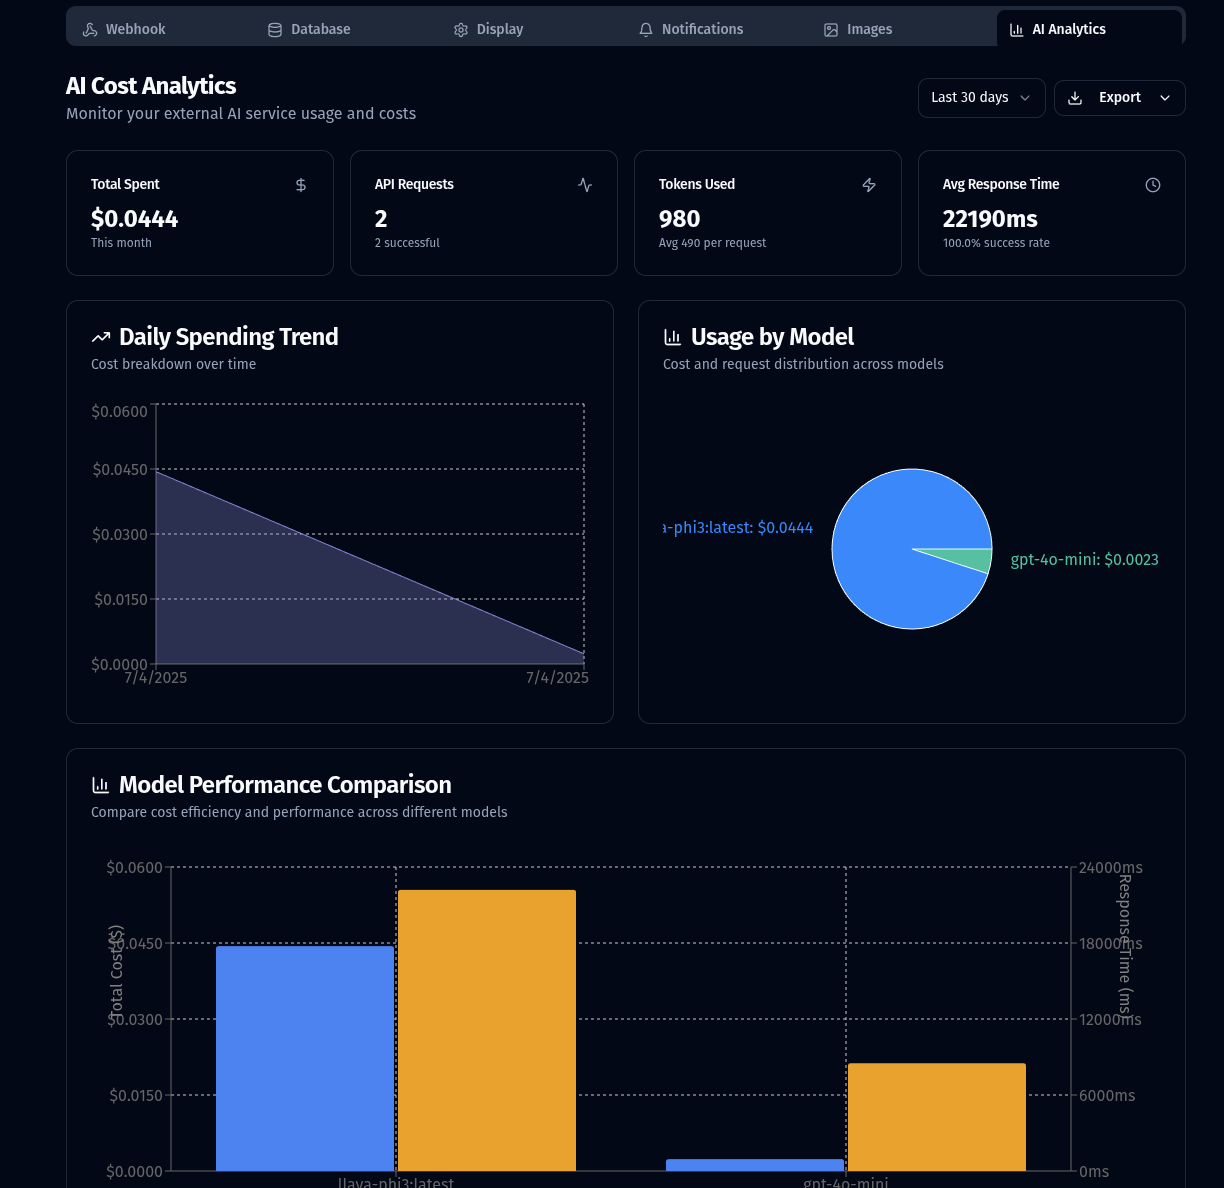 Webhook
Database
Display
Notifications
Images
AI Analytics
AI Cost Analytics
Monitor your external AI service usage and costs
Last 30 days
Export
Total Spent
$0.0444
This month
API Requests
2
2 successful
Tokens Used
980
Avg 490 per request
Avg Response Time
22190ms
100.0% success rate
Daily Spending Trend
Cost breakdown over time
$0.0600
$0.0450
$0.0300
$0.0150
$0.0000
7/4/2025
7/4/2025
Usage by Model
Cost and request distribution across models
a-phi3:latest: $0.0444
gpt-4o-mini: $0.0023
Model Performance Comparison
Compare cost efficiency and performance across different models
Total Cost ($)
$0.0600
$0.0450
$0.0300
$0.0150
$0.0000
24000ms
18000ms
12000ms
6000ms
0ms
Response Time (ms)
llava-phi3:latest
gpt-4o-mini